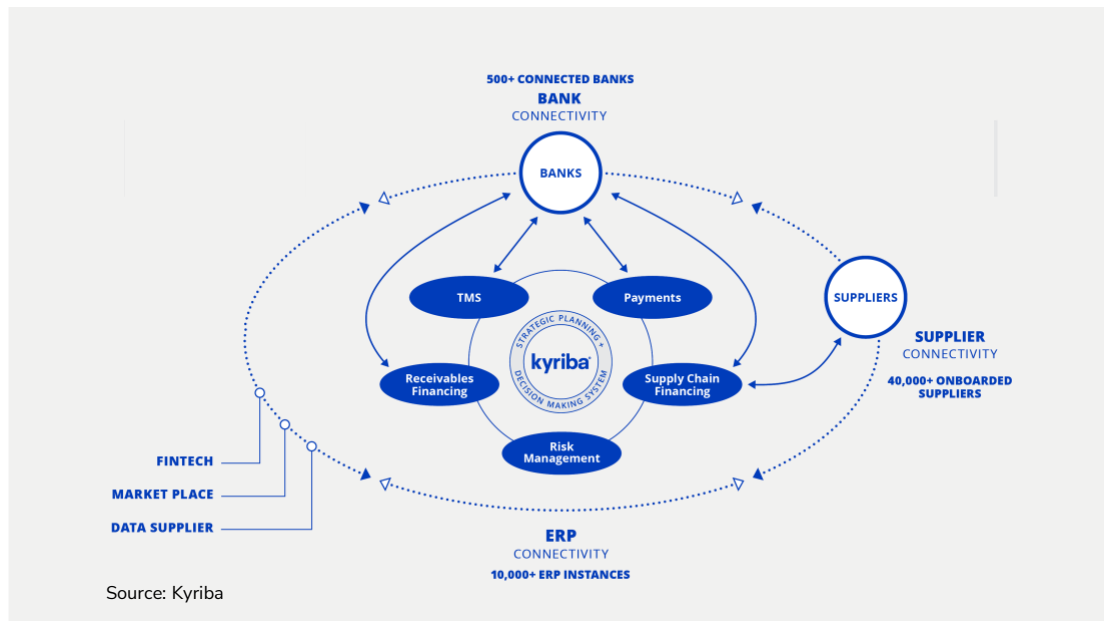 500+ CONNECTED BANKS
BANK
CONNECTIVITY
BANKS
SUPPLIERS
SUPPLIER
CONNECTIVITY
40,000+ ONBOARDED
SUPPLIERS
TMS
Payments
STRATEGIC PLANNING +
kyriba
DECISION MAKING SYSTEM
Receivables
Financing
Supply Chain
Financing
Risk
Management
FINTECH
MARKET PLACE
DATA SUPPLIER
ERP
CONNECTIVITY
10,000+ ERP INSTANCES
Source: Kyriba